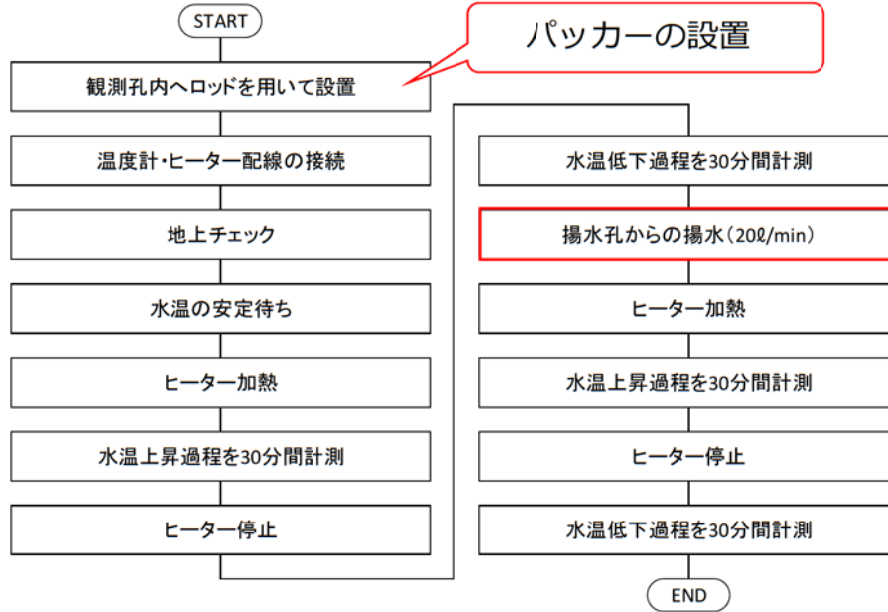 START
パッカーの設置
観測孔内へロッドを用いて設置
温度計・ヒーター配線の接続
地上チェック
水温の安定待ち
ヒーター加熱
水温上昇過程を30分間計測
ヒーター停止
水温低下過程を30分間計測
揚水孔からの揚水(20ℓ/min)
ヒーター加熱
水温上昇過程を30分間計測
ヒーター停止
水温低下過程を30分間計測
END